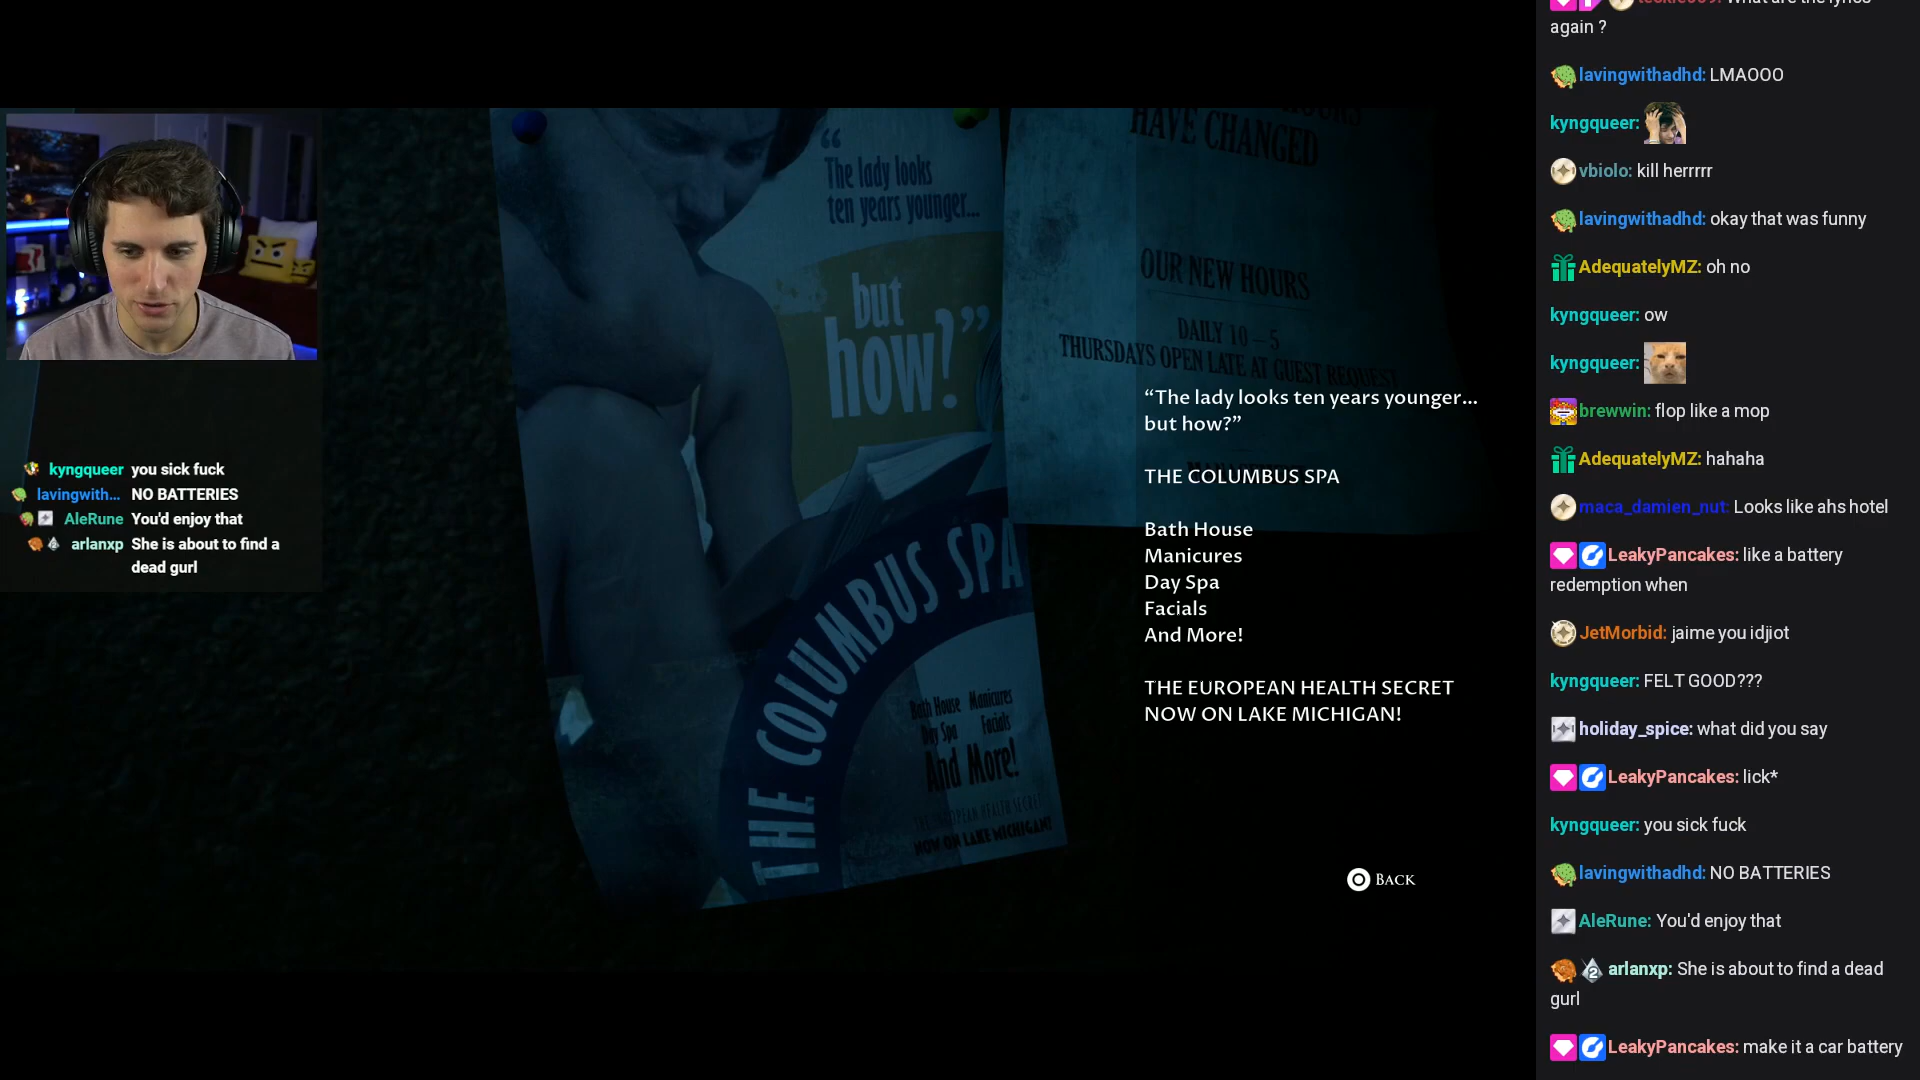 again ?
lavingwithadhd: LMAOOO
kyngqueer:
vbiolo: kill herrrrr
lavingwithadhd: okay that was funny
AdequatelyMZ: oh no
kyngqueer: ow
kyngqueer:
brewwin: flop like a mop
AdequatelyMZ: hahaha
maca_damien_nut: Looks like ahs hotel
LeakyPancakes: like a battery
redemption when
JetMorbid: jaime you idjiot
kyngqueer: FELT GOOD???
holiday_spice: what did you say
LeakyPancakes: lick*
kyngqueer: you sick fuck
lavingwithadhd: NO BATTERIES
AleRune: You'd enjoy that
arlanxp: She is about to find a dead
gurl
LeakyPancakes: make it a car battery
kyngqueer you sick fuck
lavingwith... NO BATTERIES
AleRune You'd enjoy that
arlanxp She is about to find a
dead gurl
“The lady looks
ten years younger...
but
how?”
THE COLUMBUS SPA
Bath House Manicures
Day Spa Facials
And More!
THE EUROPEAN HEALTH SECRET
NOW ON LAKE MICHIGAN!
HAVE CHANGED
OUR NEW HOURS
DAILY 10 – 5
THURSDAYS OPEN LATE AT GUEST REQUEST
“The lady looks ten years younger...
but how?”
THE COLUMBUS SPA
Bath House
Manicures
Day Spa
Facials
And More!
THE EUROPEAN HEALTH SECRET
NOW ON LAKE MICHIGAN!
BACK